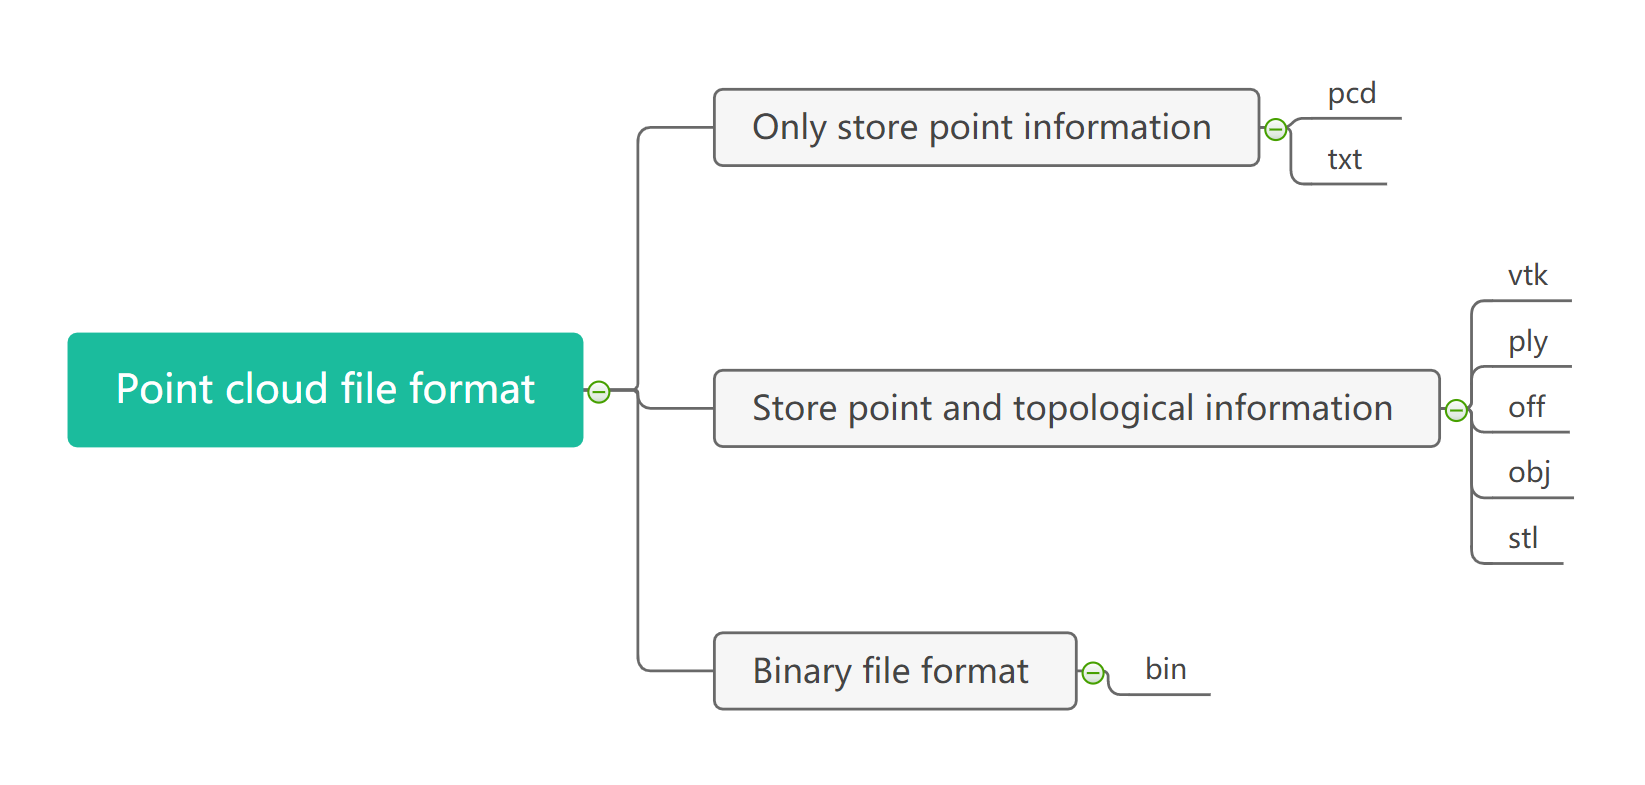 Point cloud file format
Only store point information
pcd
txt
Store point and topological information
vtk
ply
off
obj
stl
Binary file format
bin